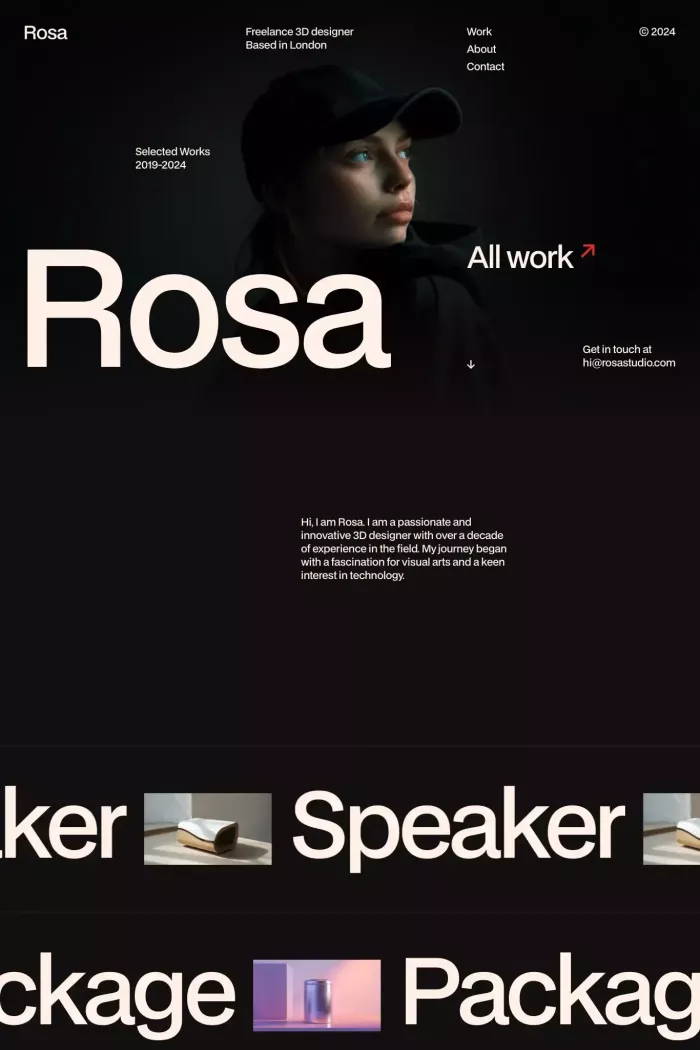 Rosa
Freelance 3D designer
Based in London
Work
About
Contact
© 2024
Selected Works
2019-2024
Rosa
All work ↗
↓
Get in touch at
hi@rosastudio.com
Hi, I am Rosa. I am a passionate and
innovative 3D designer with over a decade
of experience in the field. My journey began
with a fascination for visual arts and a keen
interest in technology.
aker Speaker
ckage Packag